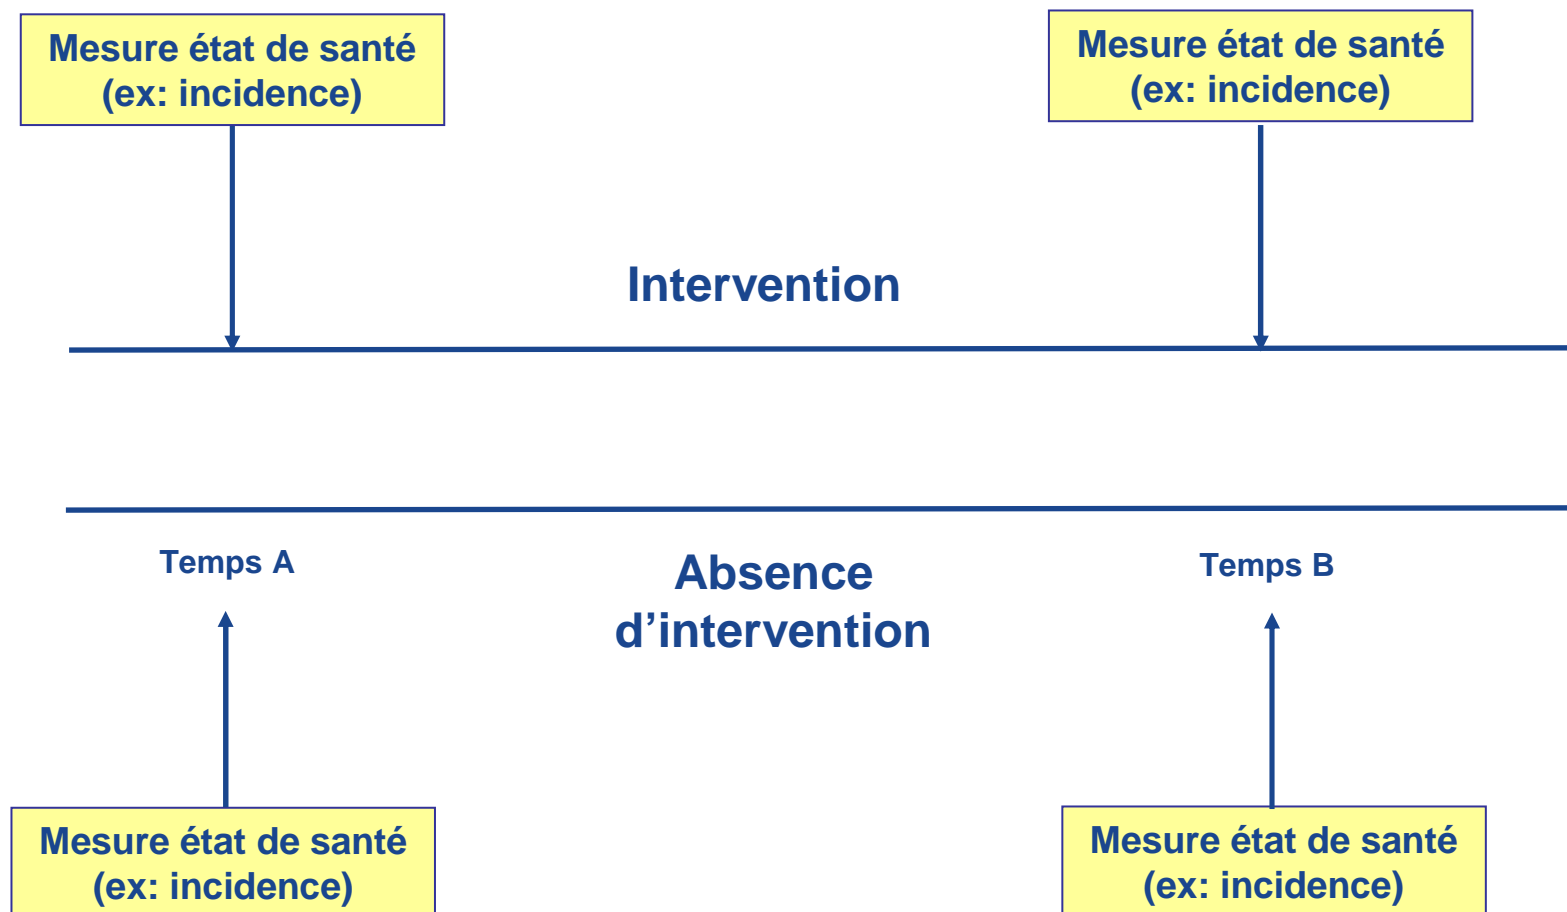 Mesure état de santé
(ex: incidence)
Mesure état de santé
(ex: incidence)
Intervention
Temps A
Absence
d’intervention
Temps B
Mesure état de santé
(ex: incidence)
Mesure état de santé
(ex: incidence)